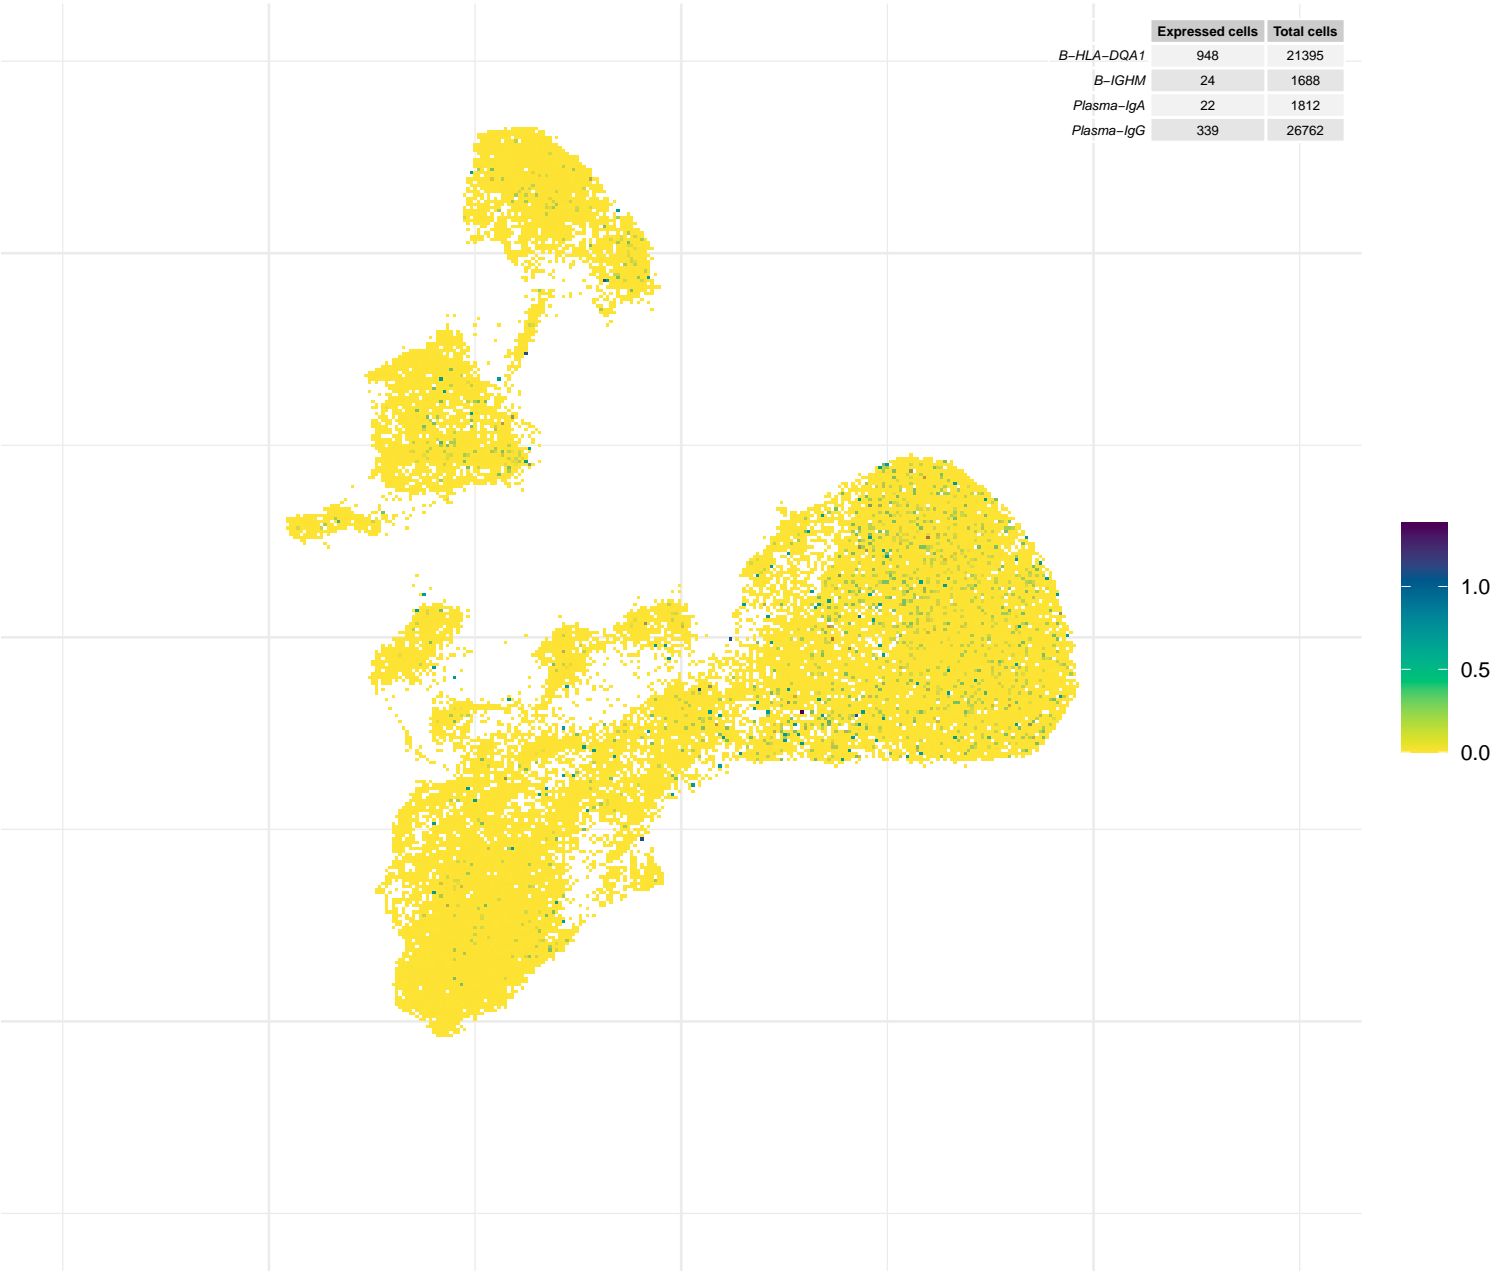 Expressed cells Total cells
B−HLA−DQA1 948 21395
B−IGHM 24 1688
Plasma−IgA 22 1812
Plasma−IgG 339 26762
1.0
0.5
0.0